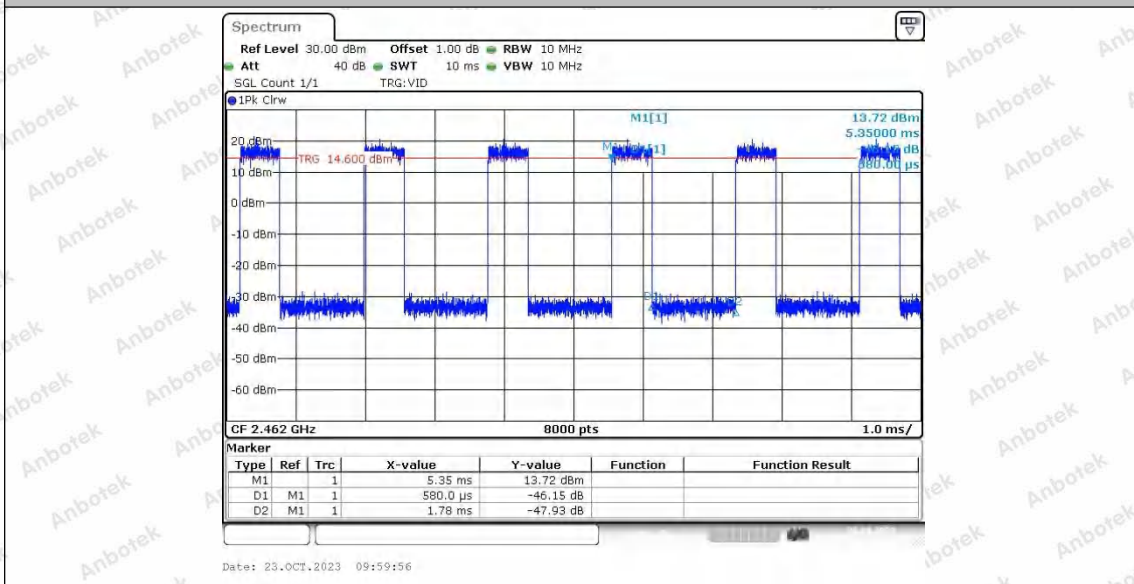 Spectrum
Ref Level 30.00 dBm Offset 1.00 dB RBW 10 MHz
Att 40 dB SWT 10 ms VBW 10 MHz
SGL Count 1/1 TRG:VID
1Pk Clrw
M1[1] 13.72 dBm
5.35000 ms
20 dBm
TRG 14.600 dBm
10 dBm
0 dBm
-10 dBm
-20 dBm
-30 dBm
-40 dBm
-50 dBm
-60 dBm
CF 2.462 GHz 8000 pts 1.0 ms/
Marker
Type Ref Trc X-value Y-value Function Function Result
M1 1 5.35 ms 13.72 dBm
D1 M1 1 580.0 µs -46.15 dB
D2 M1 1 1.78 ms -47.93 dB
Date: 23.OCT.2023 09:59:56
Anbotek